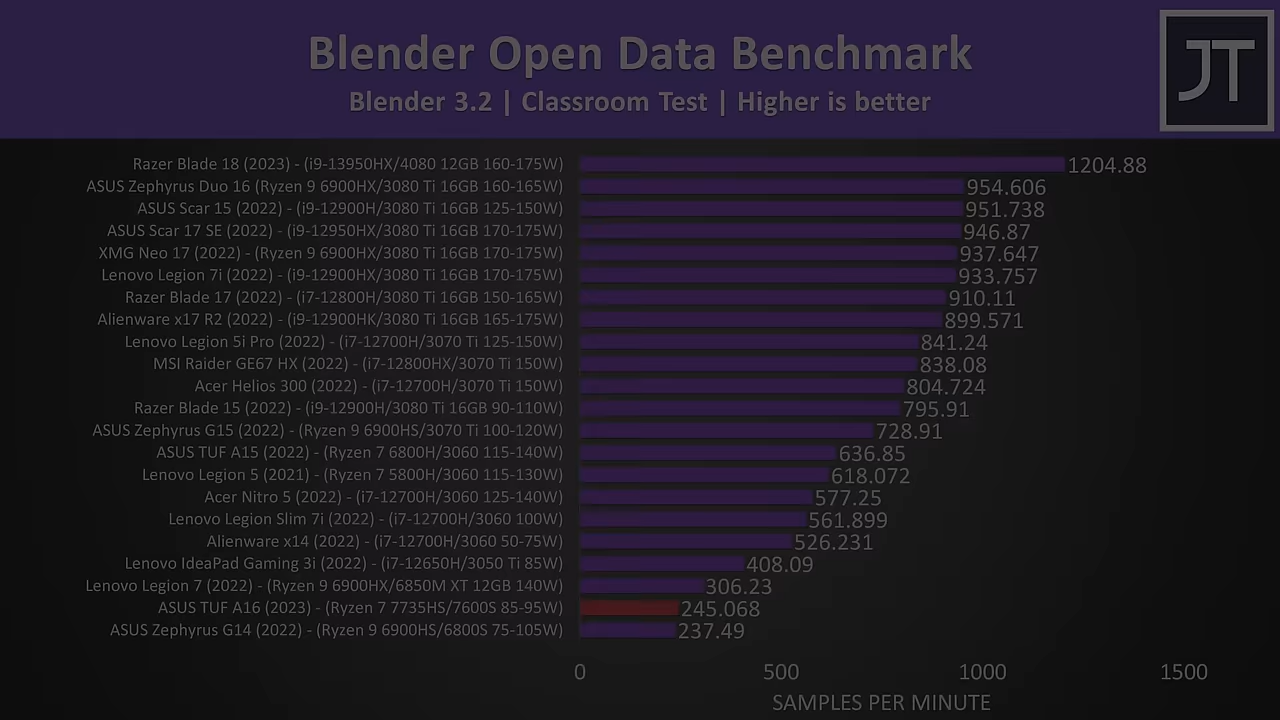 Blender Open Data Benchmark
Blender 3.2 | Classroom Test | Higher is better
JT
Razer Blade 18 (2023) - (i9-13950HX/4080 12GB 160-175W) 1204.88
ASUS Zephyrus Duo 16 (Ryzen 9 6900HX/3080 Ti 16GB 160-165W) 954.606
ASUS Scar 15 (2022) - (i9-12900H/3080 Ti 16GB 125-150W) 951.738
ASUS Scar 17 SE (2022) - (i9-12950HX/3080 Ti 16GB 170-175W) 946.87
XMG Neo 17 (2022) - (Ryzen 9 6900HX/3080 Ti 16GB 170-175W) 937.647
Lenovo Legion 7i (2022) - (i9-12900HX/3080 Ti 16GB 170-175W) 933.757
Razer Blade 17 (2022) - (i7-12800H/3080 Ti 16GB 150-165W) 910.11
Alienware x17 R2 (2022) - (i9-12900HK/3080 Ti 16GB 165-175W) 899.571
Lenovo Legion 5i Pro (2022) - (i7-12700H/3070 Ti 125-150W) 841.24
MSI Raider GE67 HX (2022) - (i7-12800HX/3070 Ti 150W) 838.08
Acer Helios 300 (2022) - (i7-12700H/3070 Ti 150W) 804.724
Razer Blade 15 (2022) - (i9-12900H/3080 Ti 16GB 90-110W) 795.91
ASUS Zephyrus G15 (2022) - (Ryzen 9 6900HS/3070 Ti 100-120W) 728.91
ASUS TUF A15 (2022) - (Ryzen 7 6800H/3060 115-140W) 636.85
Lenovo Legion 5 (2021) - (Ryzen 7 5800H/3060 115-130W) 618.072
Acer Nitro 5 (2022) - (i7-12700H/3060 125-140W) 577.25
Lenovo Legion Slim 7i (2022) - (i7-12700H/3060 100W) 561.899
Alienware x14 (2022) - (i7-12700H/3060 50-75W) 526.231
Lenovo IdeaPad Gaming 3i (2022) - (i7-12650H/3050 Ti 85W) 408.09
Lenovo Legion 7 (2022) - (Ryzen 9 6900HX/6850M XT 12GB 140W) 306.23
ASUS TUF A16 (2023) - (Ryzen 7 7735HS/7600S 85-95W) 245.068
ASUS Zephyrus G14 (2022) - (Ryzen 9 6900HS/6800S 75-105W) 237.49
0 500 1000 1500
SAMPLES PER MINUTE